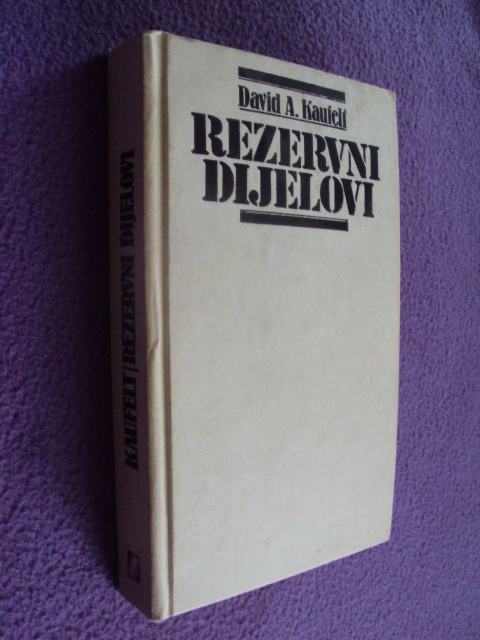 David A. Kaufelt
REZERVNI
DIJELOVI
KAUFELT/REZERVNI DIJELOVI